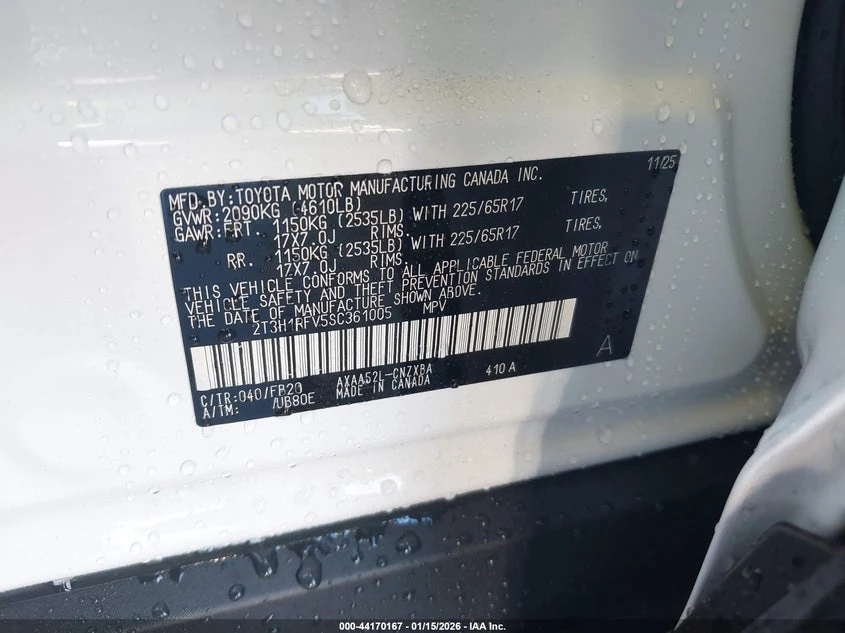 11/25
MFD. BY: TOYOTA MOTOR MANUFACTURING CANADA INC.
GVWR: 2090KG (4610LB)
GAWR: FRT. 1150KG (2535LB) WITH 225/65R17 TIRES,
17X7.0J RIMS,
RR. 1150KG (2535LB) WITH 225/65R17 TIRES,
17X7.0J RIMS.
THIS VEHICLE CONFORMS TO ALL APPLICABLE FEDERAL MOTOR
VEHICLE SAFETY AND THEFT PREVENTION STANDARDS IN EFFECT ON
THE DATE OF MANUFACTURE SHOWN ABOVE.
2T3H1RFV5SC361005 MPV
A
C/TR: 040/FB20 AXAA52L-CNZXBA 410A
A/TM: /UB80E MADE IN CANADA
000-44170167 - 01/15/2026 - IAA Inc.